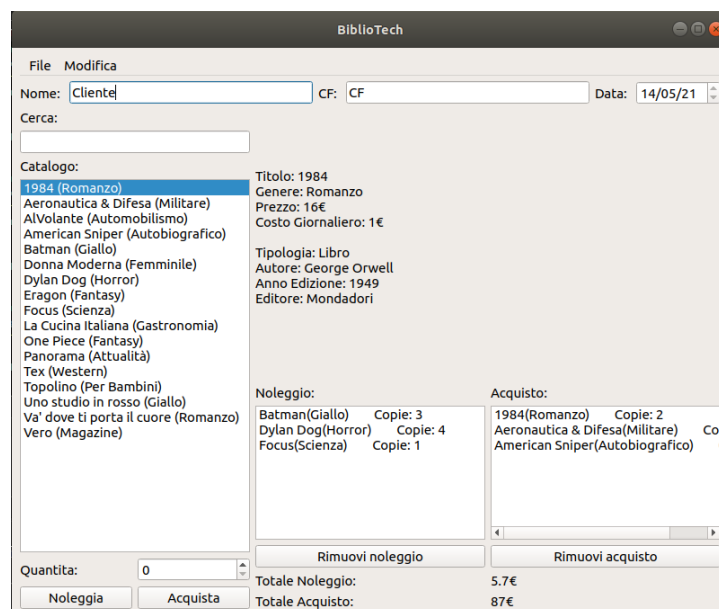 BiblioTech
File Modifica
Nome: Cliente CF: CF Data: 14/05/21
Cerca:
Catalogo:
1984 (Romanzo)
Aeronautica & Difesa (Militare)
AlVolante (Automobilismo)
American Sniper (Autobiografico)
Batman (Giallo)
Donna Moderna (Femminile)
Dylan Dog (Horror)
Eragon (Fantasy)
Focus (Scienza)
La Cucina Italiana (Gastronomia)
One Piece (Fantasy)
Panorama (Attualità)
Tex (Western)
Topolino (Per Bambini)
Uno studio in rosso (Giallo)
Va' dove ti porta il cuore (Romanzo)
Vero (Magazine)
Quantita: 0
Noleggia Acquista
Titolo: 1984
Genere: Romanzo
Prezzo: 16€
Costo Giornaliero: 1€
Tipologia: Libro
Autore: George Orwell
Anno Edizione: 1949
Editore: Mondadori
Noleggio:
Batman(Giallo) Copie: 3
Dylan Dog(Horror) Copie: 4
Focus(Scienza) Copie: 1
Rimuovi noleggio
Acquisto:
1984(Romanzo) Copie: 2
Aeronautica & Difesa(Militare) Co
American Sniper(Autobiografico)
Rimuovi acquisto
Totale Noleggio: 5.7€
Totale Acquisto: 87€